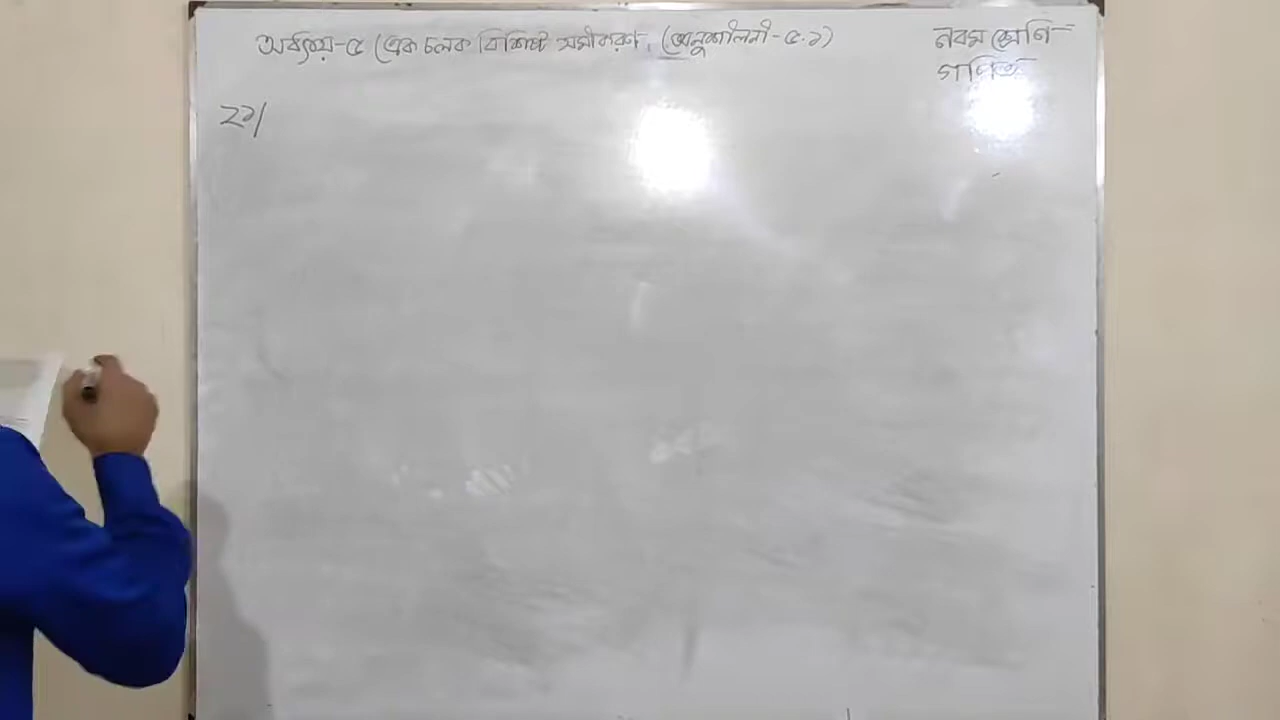 অধ্যায়-৫ (এক চলক বিশিষ্ট সমীকরণ, (অনুশীলনী-৫.১)
নবম শ্রেণি
গণিত
২১/